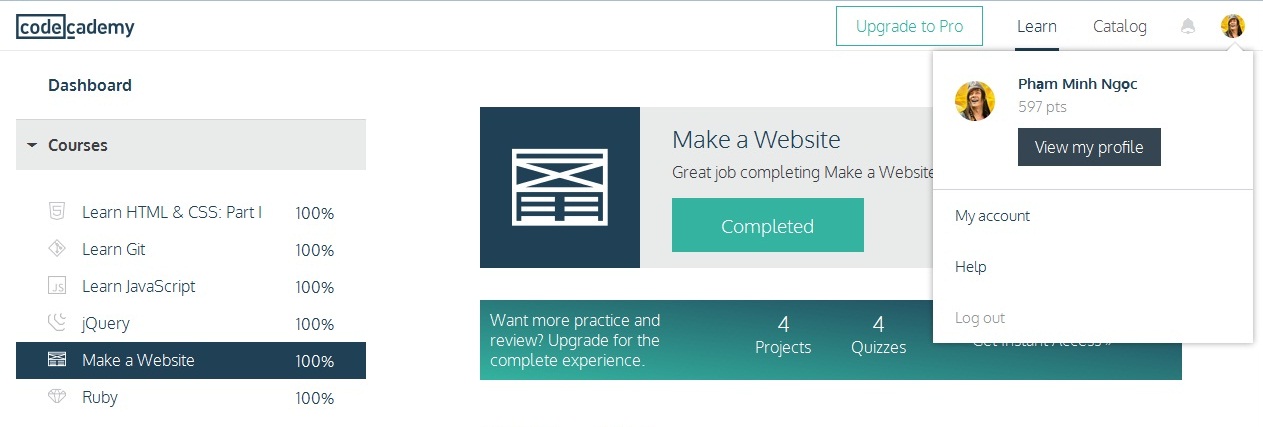 codecademy
Upgrade to Pro
Learn
Catalog
Phạm Minh Ngọc
597 pts
View my profile
My account
Help
Log out
Dashboard
Courses
Learn HTML & CSS: Part I 100%
Learn Git 100%
Learn JavaScript 100%
jQuery 100%
Make a Website 100%
Ruby 100%
Make a Website
Great job completing Make a Website
Completed
Want more practice and
review? Upgrade for the
complete experience.
4
Projects
4
Quizzes
Get Instant Access »